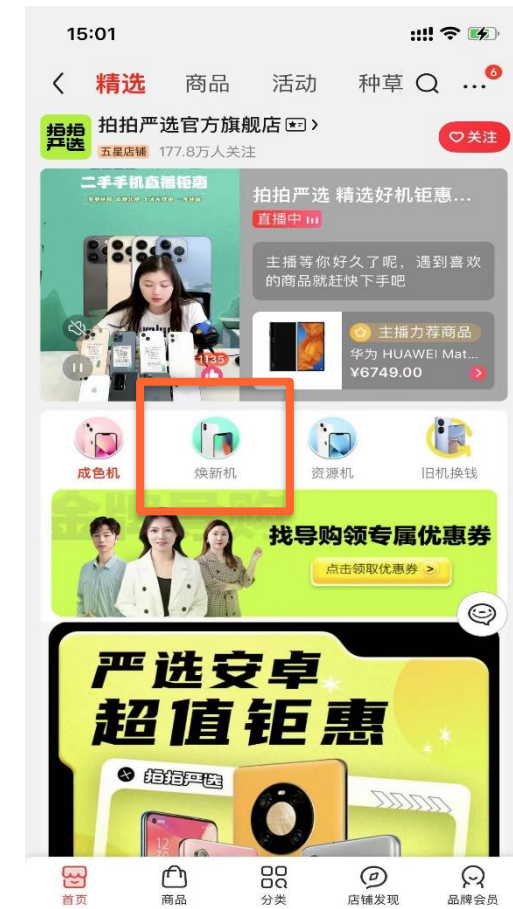 15:01
精选 商品 活动 种草 ... 6
拍拍严选
拍拍严选官方旗舰店
五星店铺 177.8万人关注
关注
二手手机直播钜惠
拍拍严选 精选好机钜惠...
直播中
主播等你好久了呢，遇到喜欢
的商品就赶快下手吧
主播力荐商品
华为 HUAWEI Mat...
¥6749.00
1135
成色机 焕新机 资源机 旧机换钱
金牌导购
找导购领专属优惠券
点击领取优惠券 >
严选安卓
超值钜惠
拍拍严选
首页 商品 分类 店铺发现 品牌会员